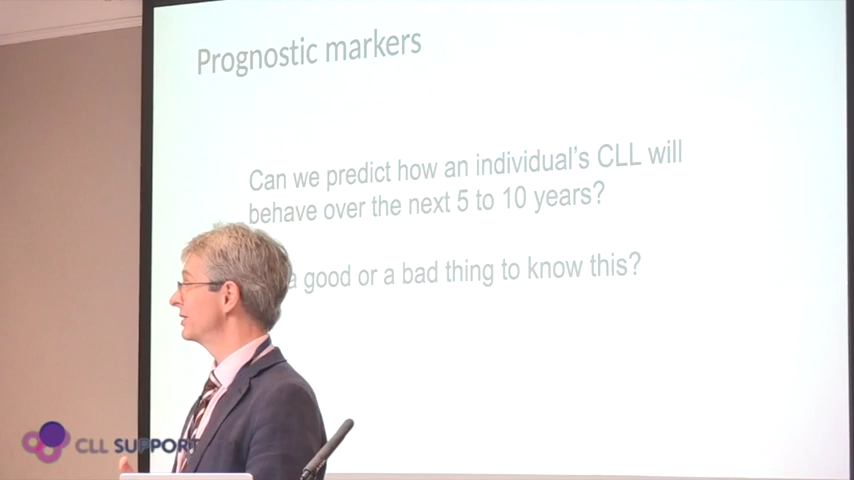 Prognostic markers
Can we predict how an individual's CLL will
behave over the next 5 to 10 years?
a good or a bad thing to know this?
CLL SUPPORT